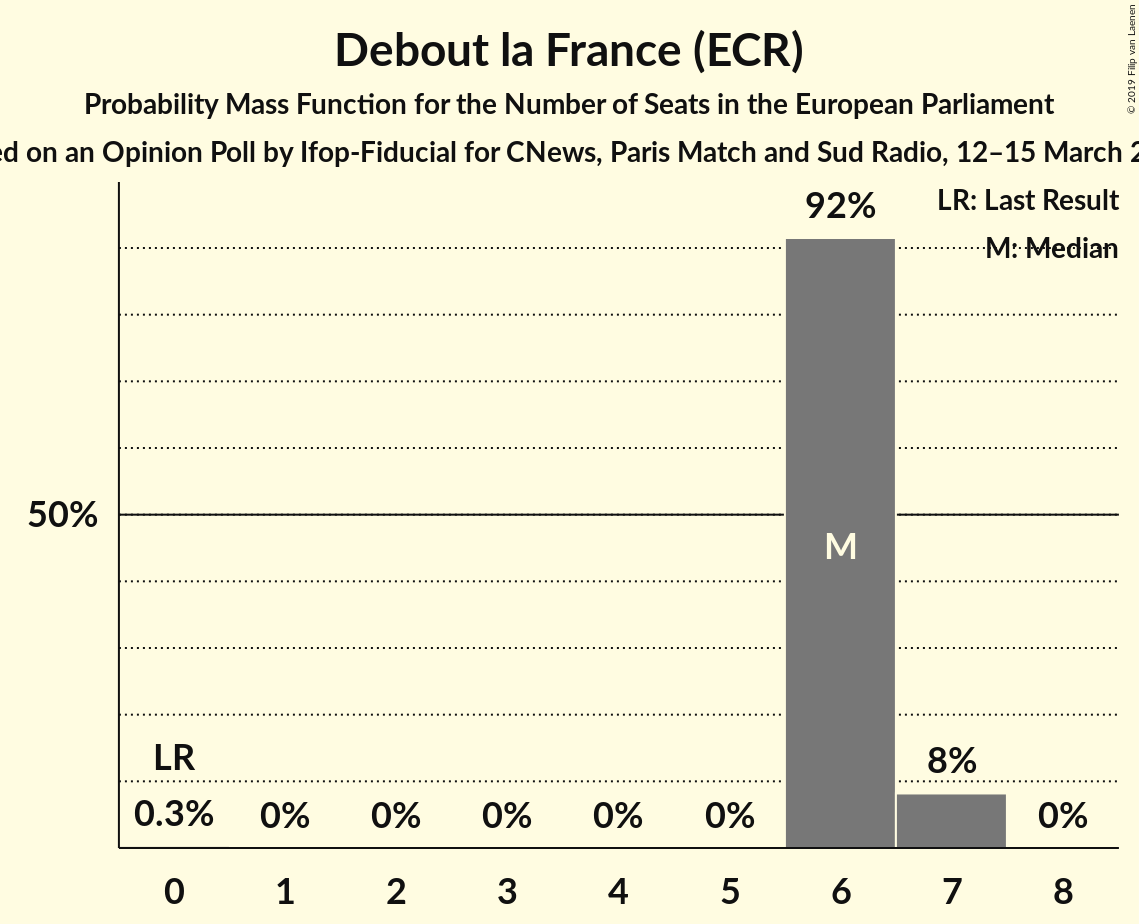 Debout la France (ECR)
Probability Mass Function for the Number of Seats in the European Parliament
on an Opinion Poll by Ifop-Fiducial for CNews, Paris Match and Sud Radio, 12–15 March
© 2019 Filip van Laenen
LR: Last Result
M: Median
92%
50%
M
LR
8%
0.3% 0% 0% 0% 0% 0% 0%
0 1 2 3 4 5 6 7 8